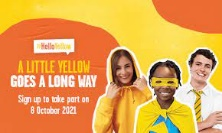 #HelloYellow
A LITTLE YELLOW
GOES A LONG WAY
Sign up to take part on
8 October 2021